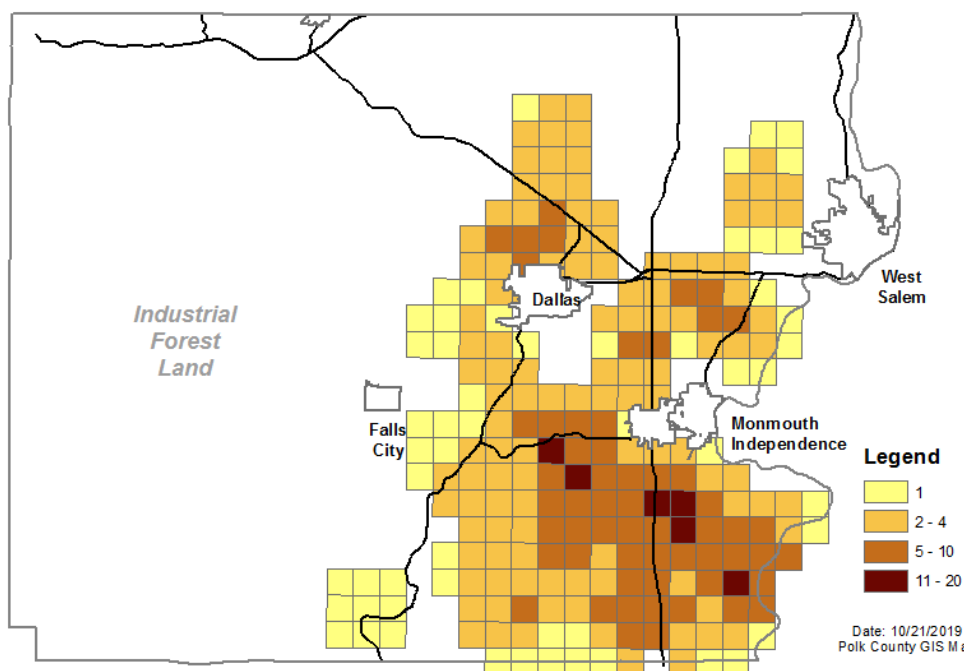 Industrial
Forest
Land
Dallas
West
Salem
Falls
City
Monmouth
Independence
Legend
1
2 - 4
5 - 10
11 - 20
Date: 10/21/2019
Polk County GIS Ma